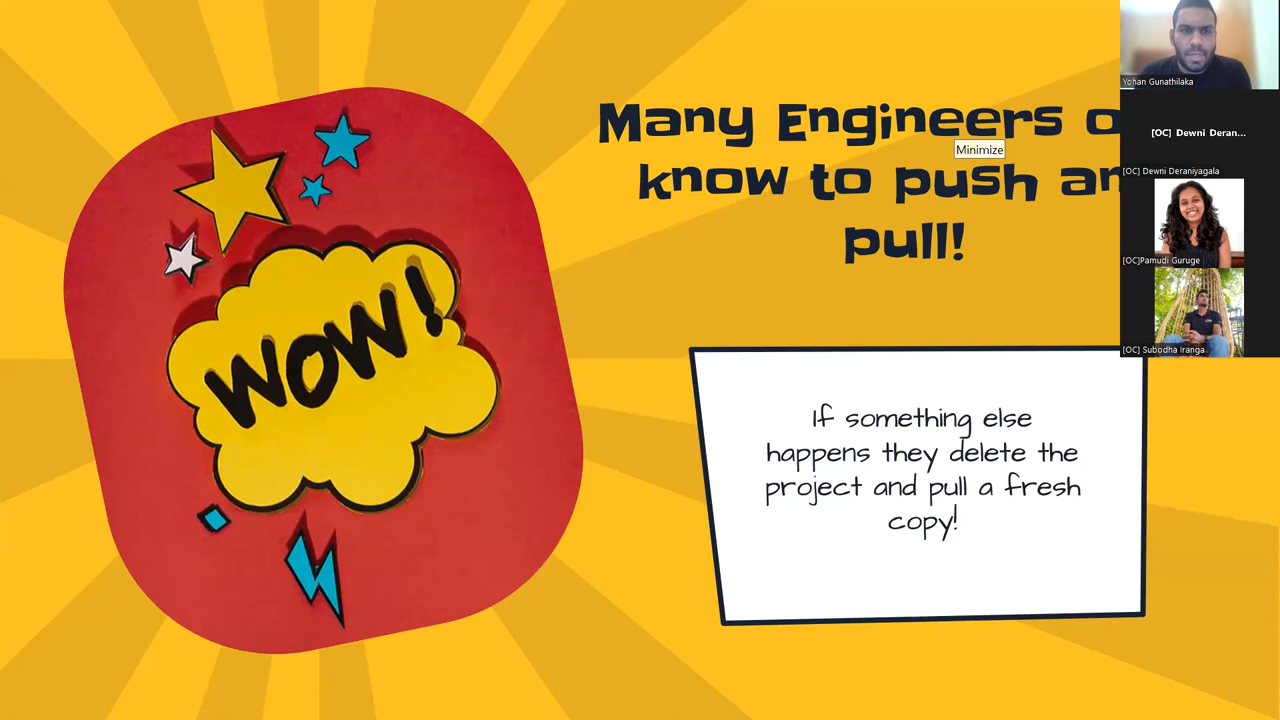 Many Engineers o
know to push an
pull!
Minimize
WOW!
If something else
happens they delete the
project and pull a fresh
copy!
Yohan Gunathilaka
[OC] Dewni Deran...
[OC] Dewni Deraniyagala
[OC]Pamudi Guruge
[OC] Subodha Iranga